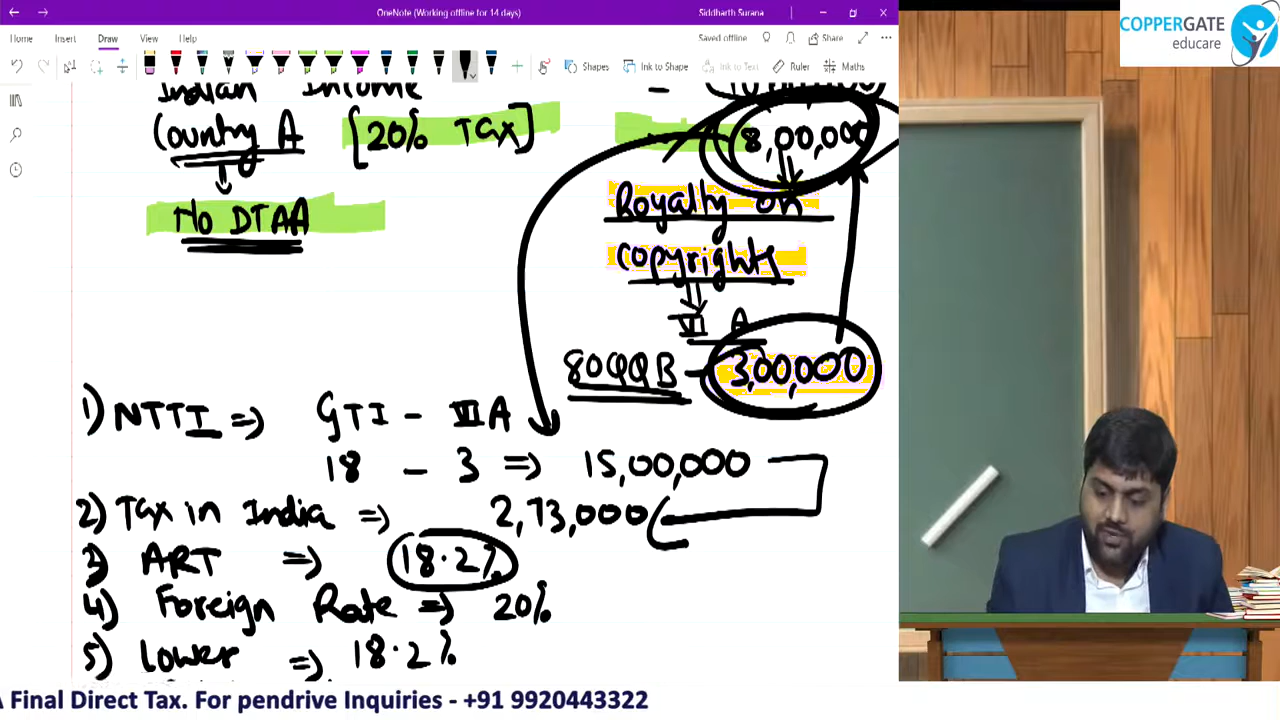 OneNote (Working offline for 14 days)
Siddharth Surana
Home Insert Draw View Help
Saved offline
Share
Shapes
Ink to Shape
Ink to Text
Ruler
Maths
COPPERGATE
educare
Indian Income =
Country A [20% Tax] 8,00,000
No DTAA
Royalty on
Copyrights
VI A
80QQB - 3,00,000
1) NTTI => GTI - VIA
18 - 3 => 15,00,000
2) Tax in India => 2,73,000
3) ART => 18.2%
4) Foreign Rate => 20%
5) Lower => 18.2%
Final Direct Tax. For pendrive Inquiries - +91 9920443322